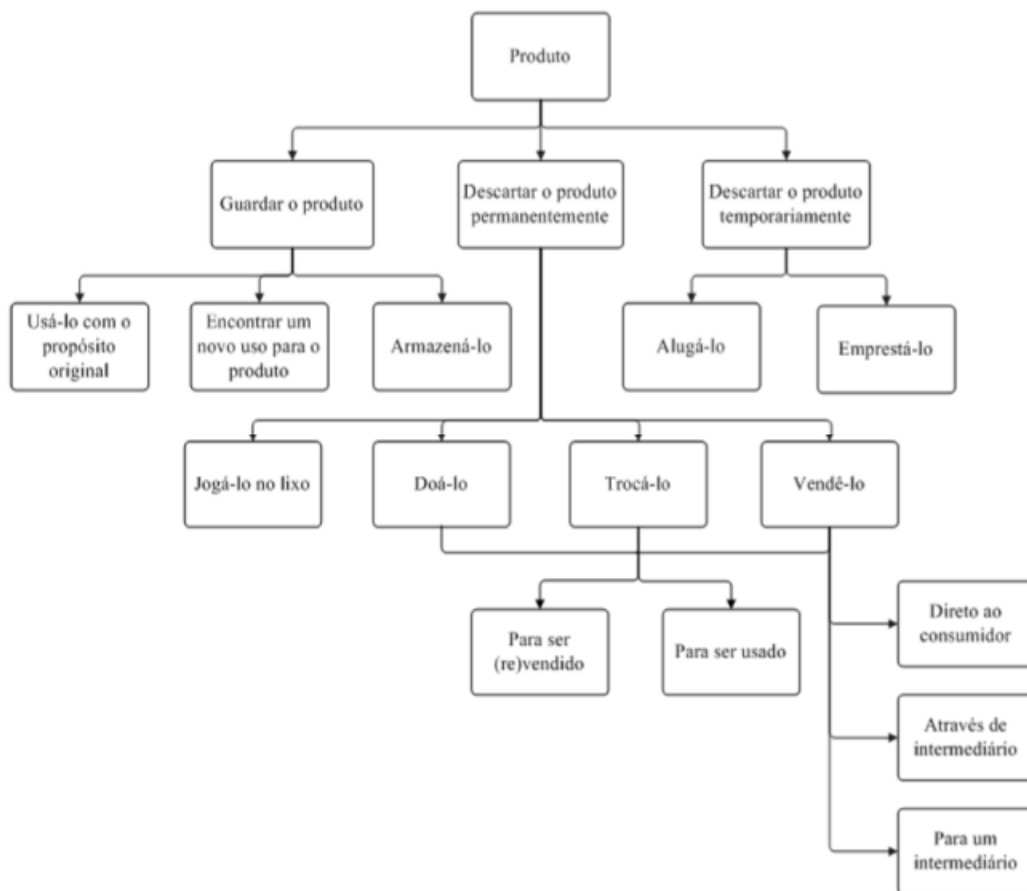 Produto
Guardar o produto
Descartar o produto
permanentemente
Descartar o produto
temporariamente
Usá-lo com o
propósito
original
Encontrar um
novo uso para o
produto
Armazená-lo
Alugá-lo
Emprestá-lo
Jogá-lo no lixo
Doá-lo
Trocá-lo
Vendê-lo
Para ser
(re)vendido
Para ser usado
Direto ao
consumidor
Através de
intermediário
Para um
intermediário